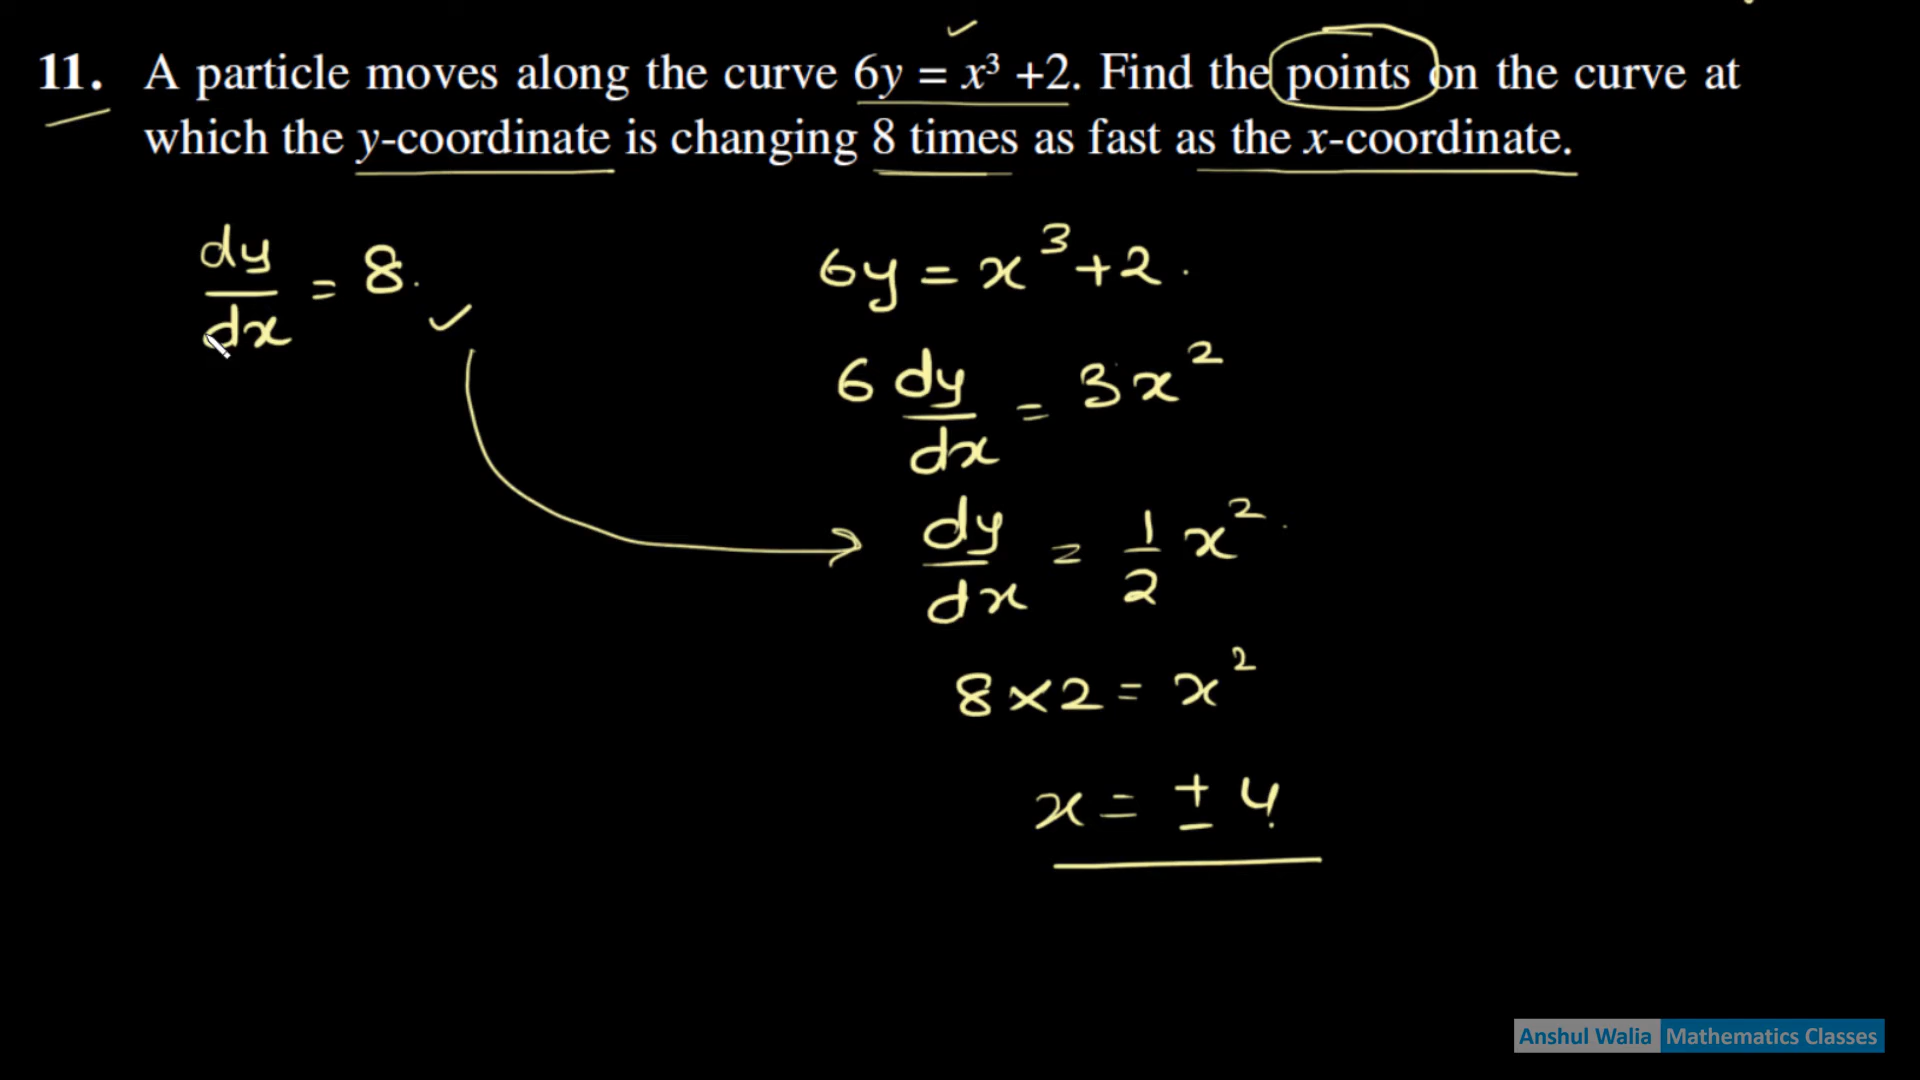 11. A particle moves along the curve 6y = x³ +2. Find the points on the curve at
which the y-coordinate is changing 8 times as fast as the x-coordinate.
dy/dx = 8.
6y = x³+2.
6 dy/dx = 3x²
dy/dx = 1/2 x²
8×2 = x²
x = ± 4
Anshul Walia Mathematics Classes